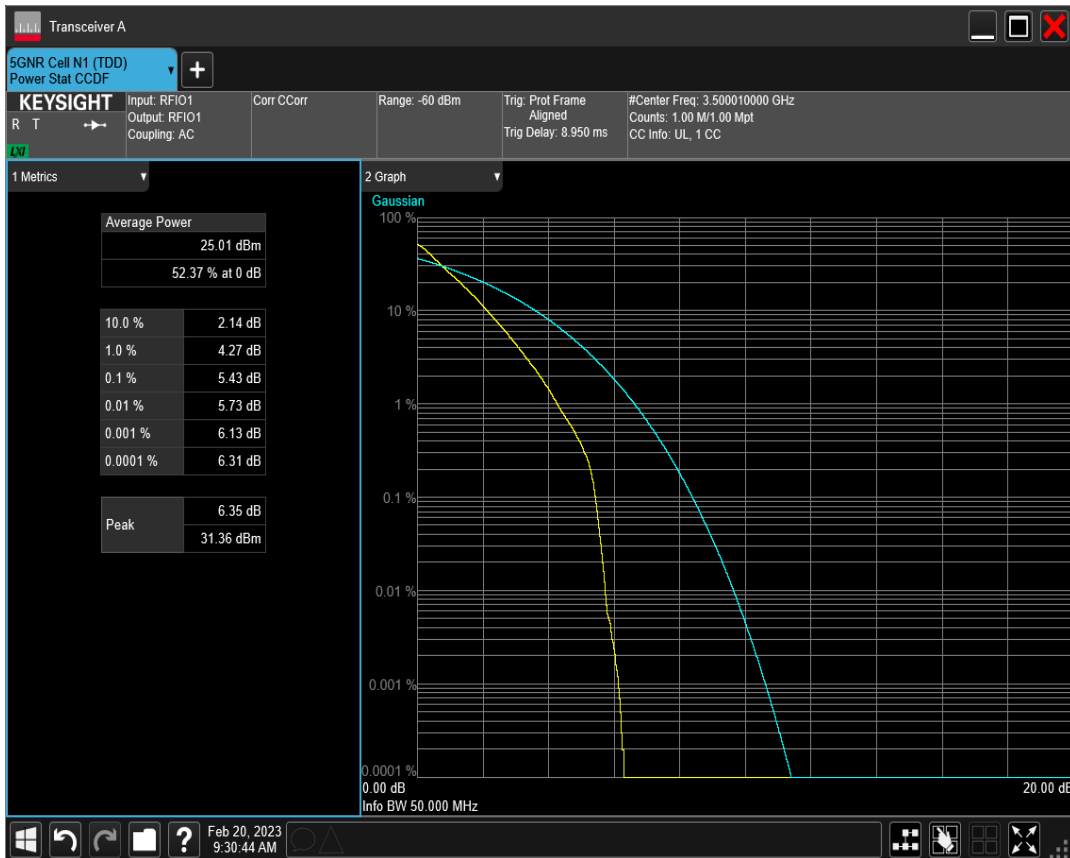 Transceiver A
5GNR Cell N1 (TDD)
Power Stat CCDF
+
KEYSIGHT
R T
LXI
Input: RFIO1
Output: RFIO1
Coupling: AC
Corr CCorr
Range: -60 dBm
Trig: Prot Frame
Aligned
Trig Delay: 8.950 ms
#Center Freq: 3.500010000 GHz
Counts: 1.00 M/1.00 Mpt
CC Info: UL, 1 CC
1 Metrics
Average Power
25.01 dBm
52.37 % at 0 dB
10.0 % 2.14 dB
1.0 % 4.27 dB
0.1 % 5.43 dB
0.01 % 5.73 dB
0.001 % 6.13 dB
0.0001 % 6.31 dB
Peak 6.35 dB
31.36 dBm
2 Graph
Gaussian
100 %
10 %
1 %
0.1 %
0.01 %
0.001 %
0.0001 %
0.00 dB 20.00 dB
Info BW 50.000 MHz
?
Feb 20, 2023
9:30:44 AM